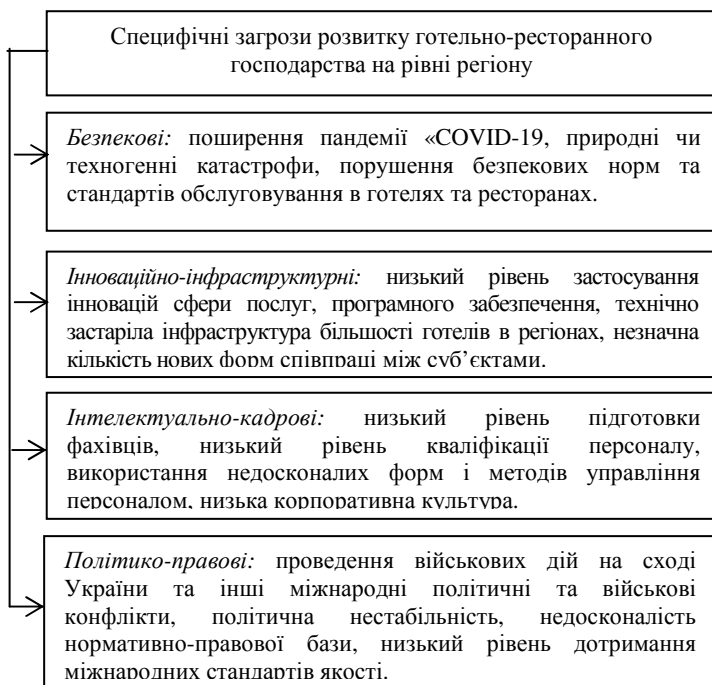 Специфічні загрози розвитку готельно-ресторанного
господарства на рівні регіону
Безпекові: поширення пандемії «COVID-19, природні чи
техногенні катастрофи, порушення безпекових норм та
стандартів обслуговування в готелях та ресторанах.
Інноваційно-інфраструктурні: низький рівень застосування
інновацій сфери послуг, програмного забезпечення, технічно
застаріла інфраструктура більшості готелів в регіонах, незначна
кількість нових форм співпраці між суб’єктами.
Інтелектуально-кадрові: низький рівень підготовки
фахівців, низький рівень кваліфікації персоналу,
використання недосконалих форм і методів управління
персоналом, низька корпоративна культура.
Політико-правові: проведення військових дій на сході
України та інші міжнародні політичні та військові
конфлікти, політична нестабільність, недосконалість
нормативно-правової бази, низький рівень дотримання
міжнародних стандартів якості.